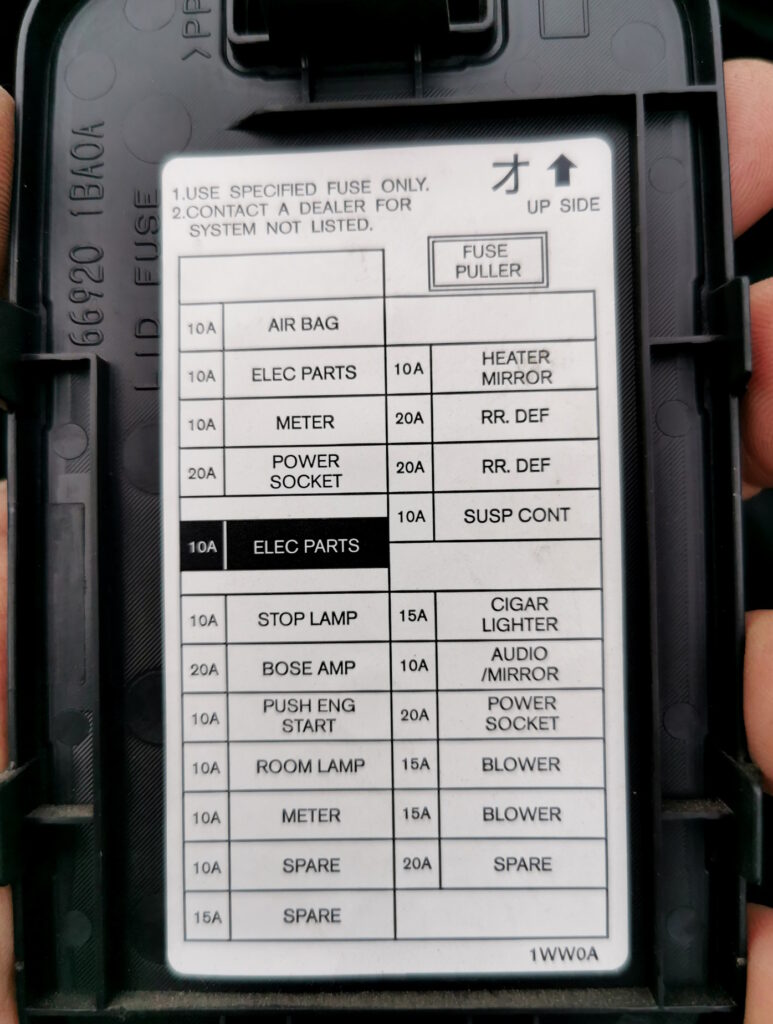 >PP
66920 1BA0A
LID FUSE
1.USE SPECIFIED FUSE ONLY.
2.CONTACT A DEALER FOR
SYSTEM NOT LISTED.
オ
UP SIDE
FUSE
PULLER
10A AIR BAG
10A ELEC PARTS
10A METER
20A POWER
SOCKET
10A ELEC PARTS
10A STOP LAMP
20A BOSE AMP
10A PUSH ENG
START
10A ROOM LAMP
10A METER
10A SPARE
15A SPARE
10A HEATER
MIRROR
20A RR. DEF
20A RR. DEF
10A SUSP CONT
15A CIGAR
LIGHTER
10A AUDIO
/MIRROR
20A POWER
SOCKET
15A BLOWER
15A BLOWER
20A SPARE
1WW0A